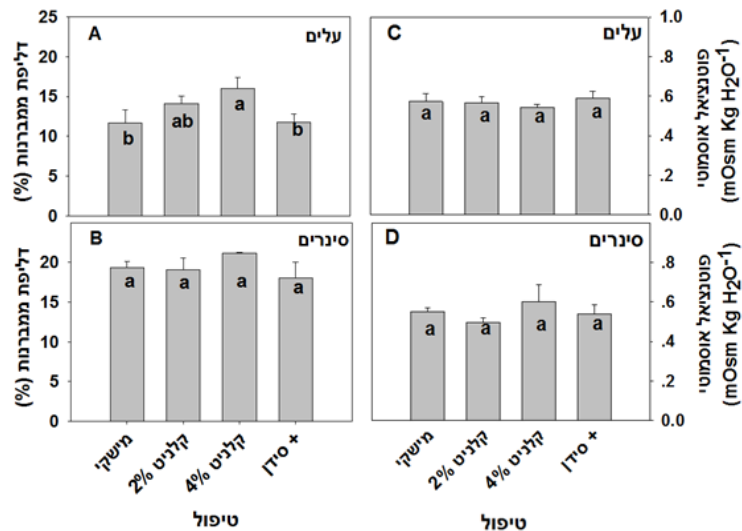 A
עלים
25
20
15
10
5
0
דליפת ממברנות (%)
b
ab
a
b
C
עלים
1.0
.8
.6
.4
.2
0.0
פוטנציאל אוסמוטי
(mOsm Kg H2O-1)
a
a
a
a
B
סינרים
20
15
10
5
0
דליפת ממברנות (%)
a
a
a
a
מישקי
קלניט 2%
קלניט 4%
סידן +
טיפול
D
סינרים
.8
.6
.4
.2
0.0
פוטנציאל אוסמוטי
(mOsm Kg H2O-1)
a
a
a
a
מישקי
קלניט 2%
קלניט 4%
סידן +
טיפול